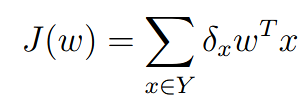 J(w) = ∑_{x∈Y} δ_x w^T x